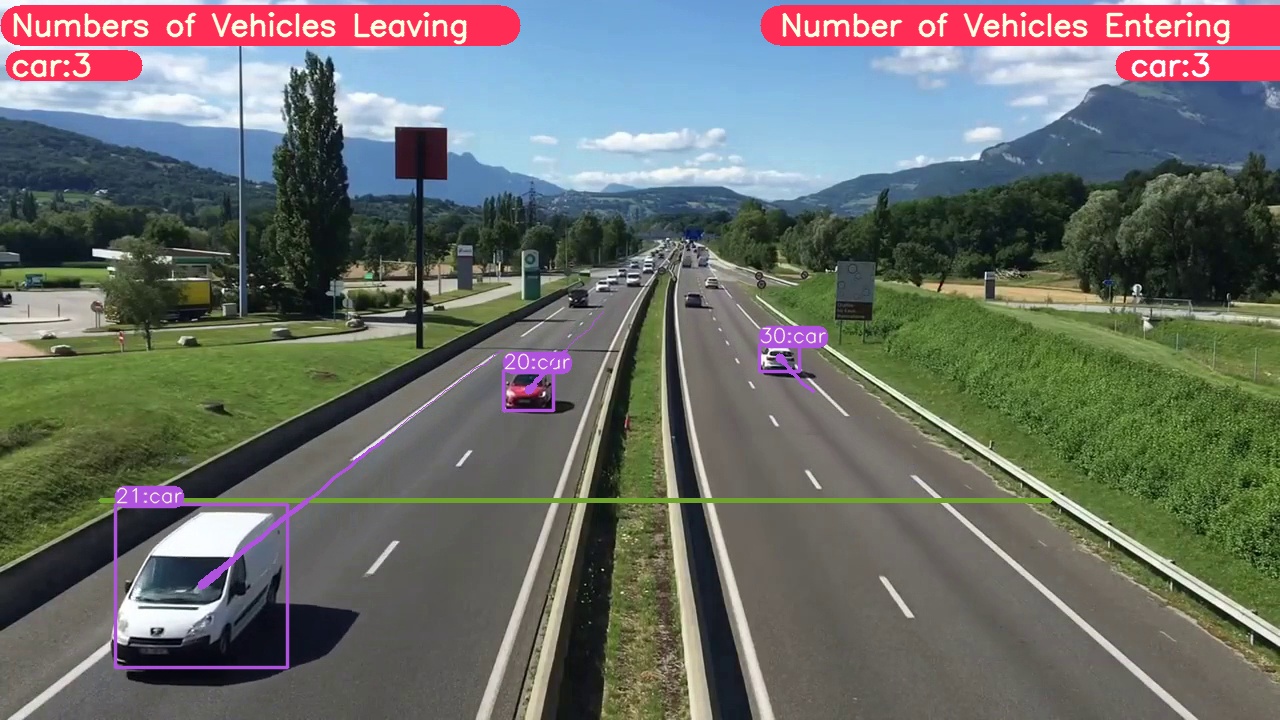 Numbers of Vehicles Leaving
Number of Vehicles Entering
car:3
car:3
30:car
20:car
21:car